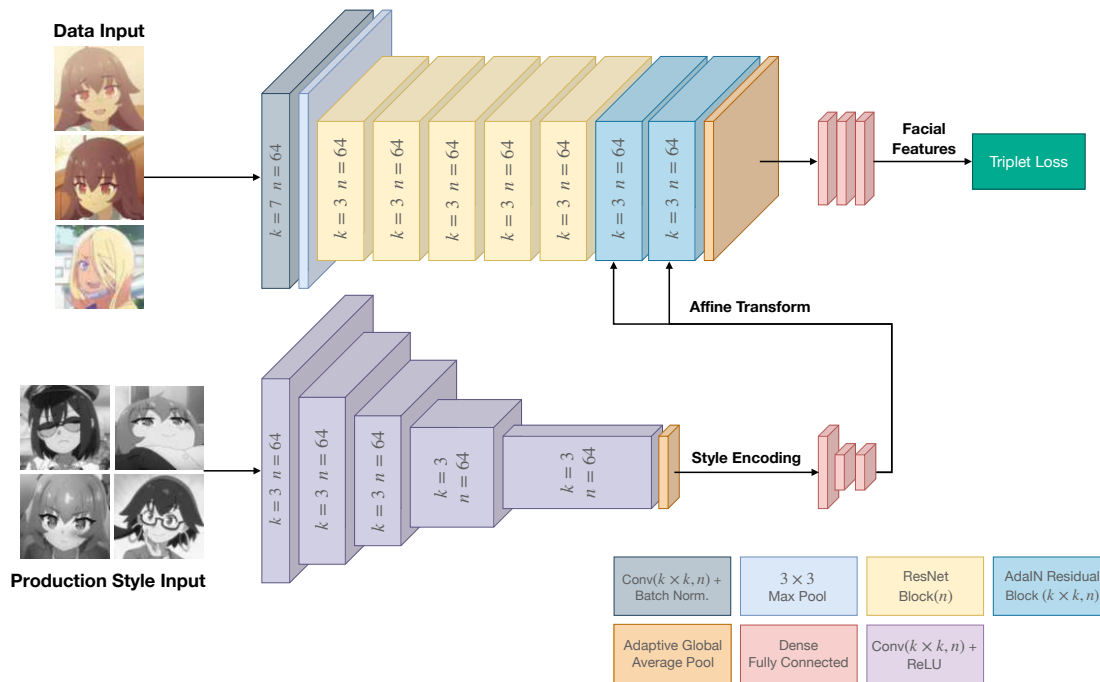 Data Input
k = 7 n = 64
k = 3 n = 64
k = 3 n = 64
k = 3 n = 64
k = 3 n = 64
k = 3 n = 64
k = 3 n = 64
k = 3 n = 64
Facial
Features
Triplet Loss
Affine Transform
k = 3 n = 64
k = 3 n = 64
k = 3 n = 64
k = 3
n = 64
k = 3
n = 64
Style Encoding
Production Style Input
Conv(k × k, n) +
Batch Norm.
3 × 3
Max Pool
ResNet
Block(n)
AdaIN Residual
Block (k × k, n)
Adaptive Global
Average Pool
Dense
Fully Connected
Conv(k × k, n) +
ReLU